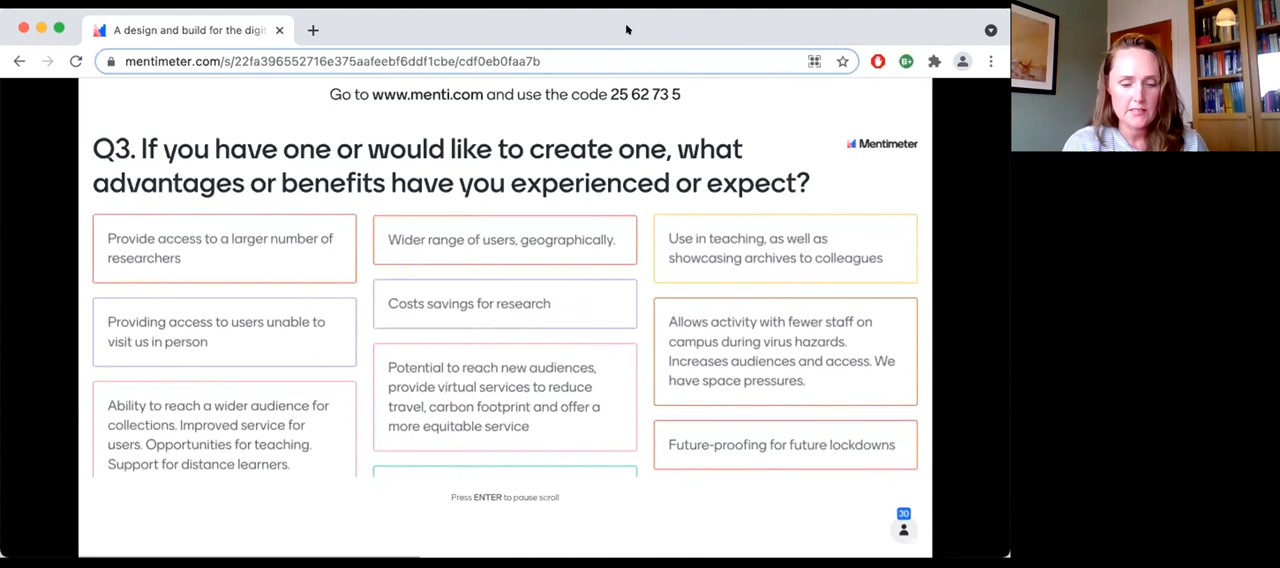 A design and build for the digit
mentimeter.com/s/22fa396552716e375aafeebf6ddf1cbe/cdf0eb0faa7b
Go to www.menti.com and use the code 25 62 73 5
Q3. If you have one or would like to create one, what
advantages or benefits have you experienced or expect?
Mentimeter
Provide access to a larger number of
researchers
Providing access to users unable to
visit us in person
Ability to reach a wider audience for
collections. Improved service for
users. Opportunities for teaching.
Support for distance learners.
Wider range of users, geographically.
Costs savings for research
Potential to reach new audiences,
provide virtual services to reduce
travel, carbon footprint and offer a
more equitable service
Use in teaching, as well as
showcasing archives to colleagues
Allows activity with fewer staff on
campus during virus hazards.
Increases audiences and access. We
have space pressures.
Future-proofing for future lockdowns
Press ENTER to pause scroll
30